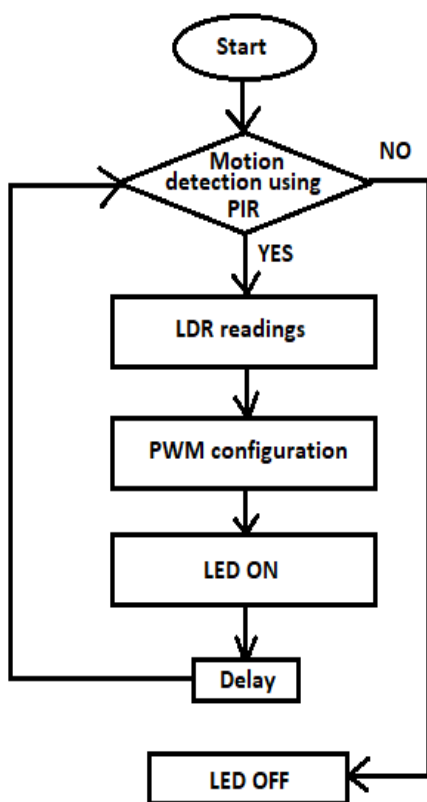 Start
Motion
detection using
PIR
NO
YES
LDR readings
PWM configuration
LED ON
Delay
LED OFF